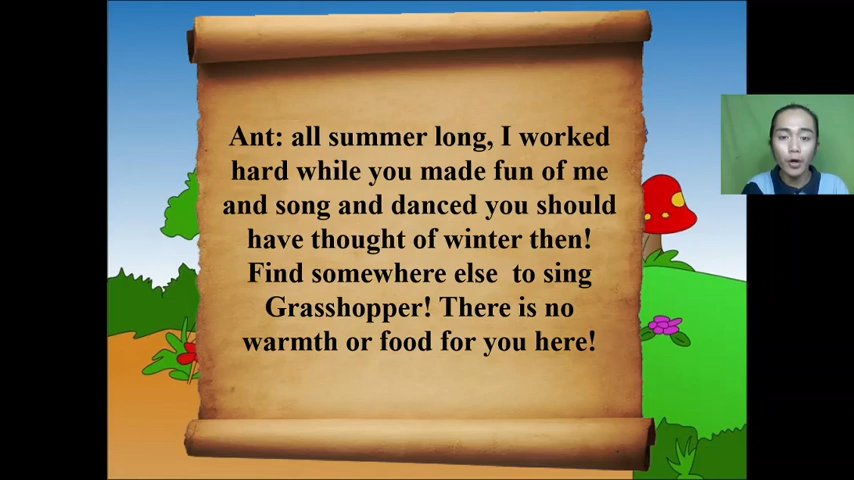 Ant: all summer long, I worked
hard while you made fun of me
and song and danced you should
have thought of winter then!
Find somewhere else to sing
Grasshopper! There is no
warmth or food for you here!